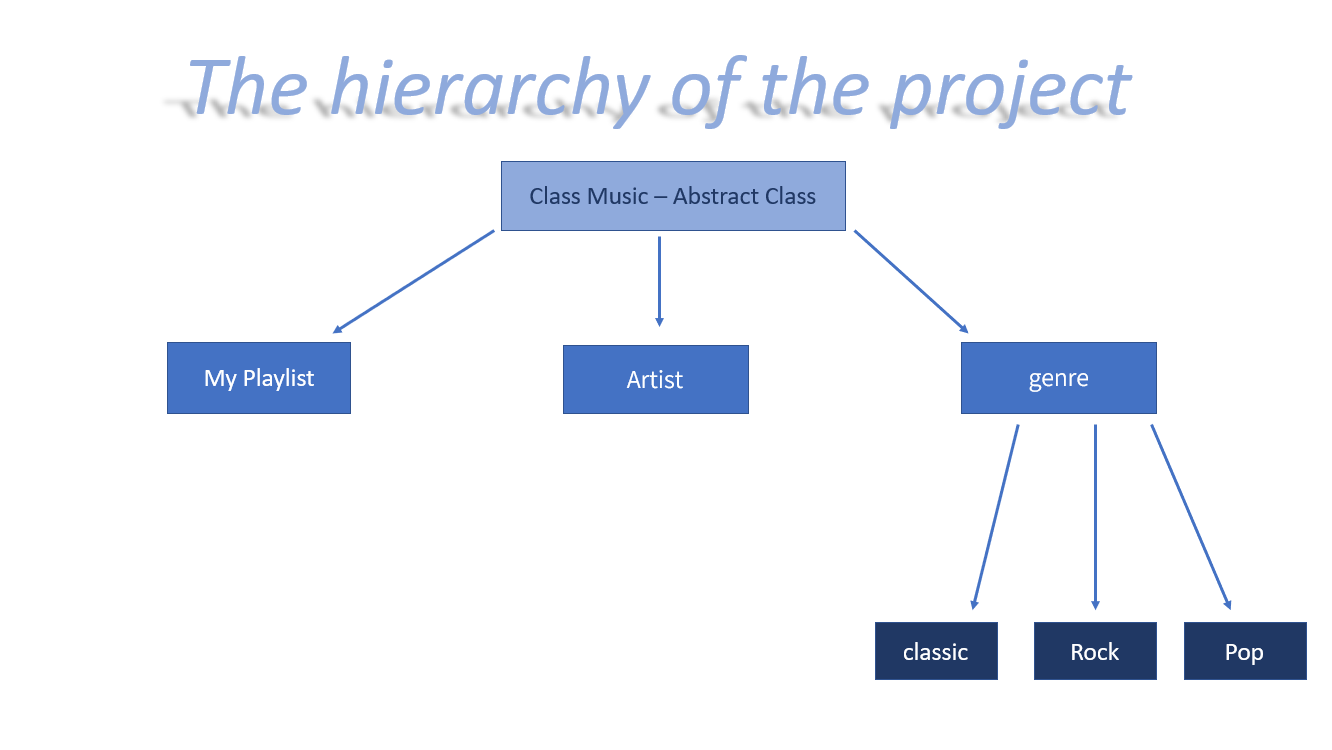 The hierarchy of the project
Class Music – Abstract Class
My Playlist
Artist
genre
classic
Rock
Pop